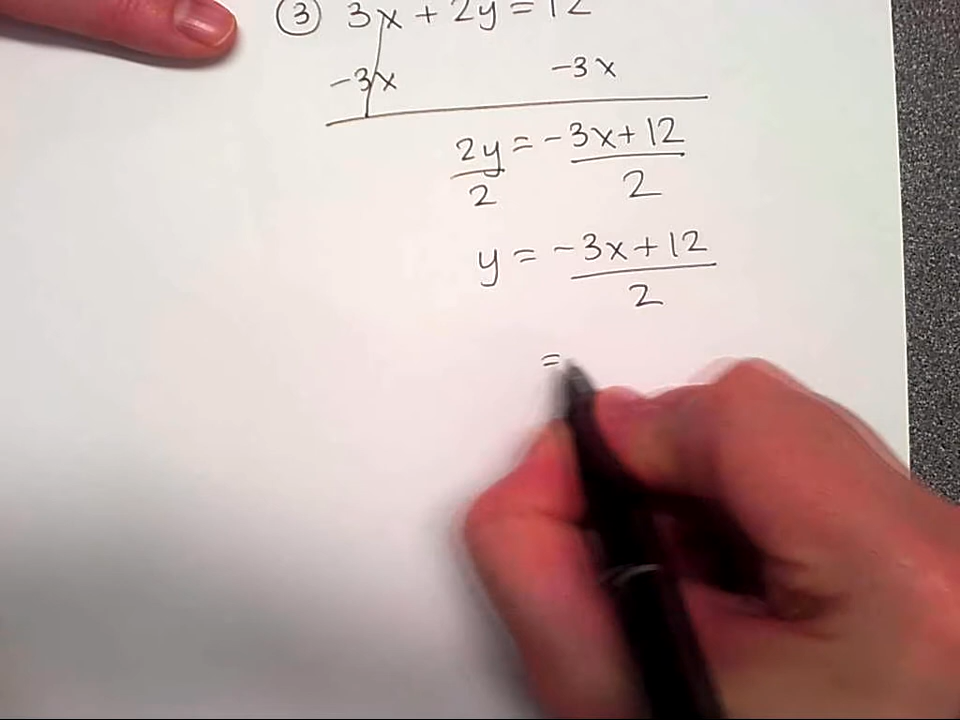 ③ 3x + 2y = 12
-3x -3x
2y = -3x + 12
2 2
y = -3x + 12
2
=